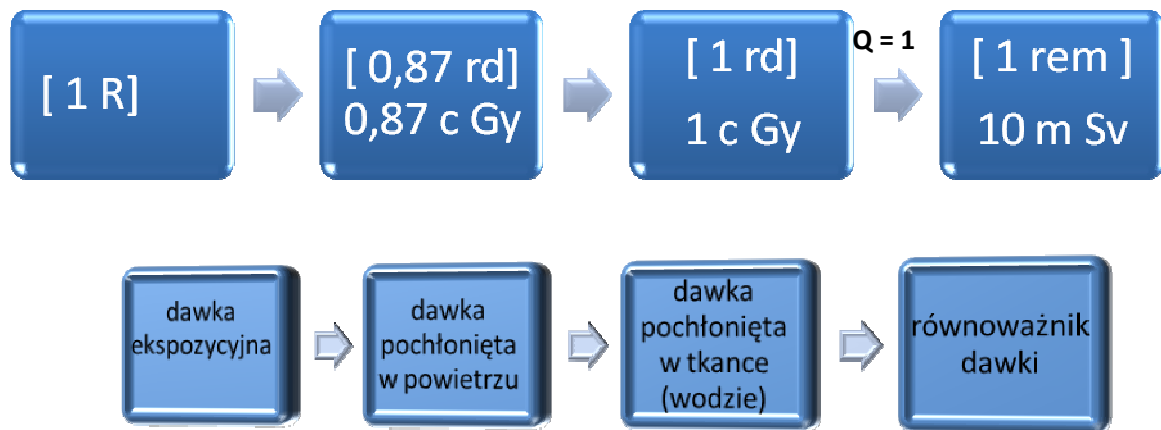 [ 1 R]
[ 0,87 rd]
0,87 c Gy
[ 1 rd]
1 c Gy
Q = 1
[ 1 rem ]
10 m Sv
dawka
ekspozycyjna
dawka
pochłonięta
w powietrzu
dawka
pochłonięta
w tkance
(wodzie)
równoważnik
dawki